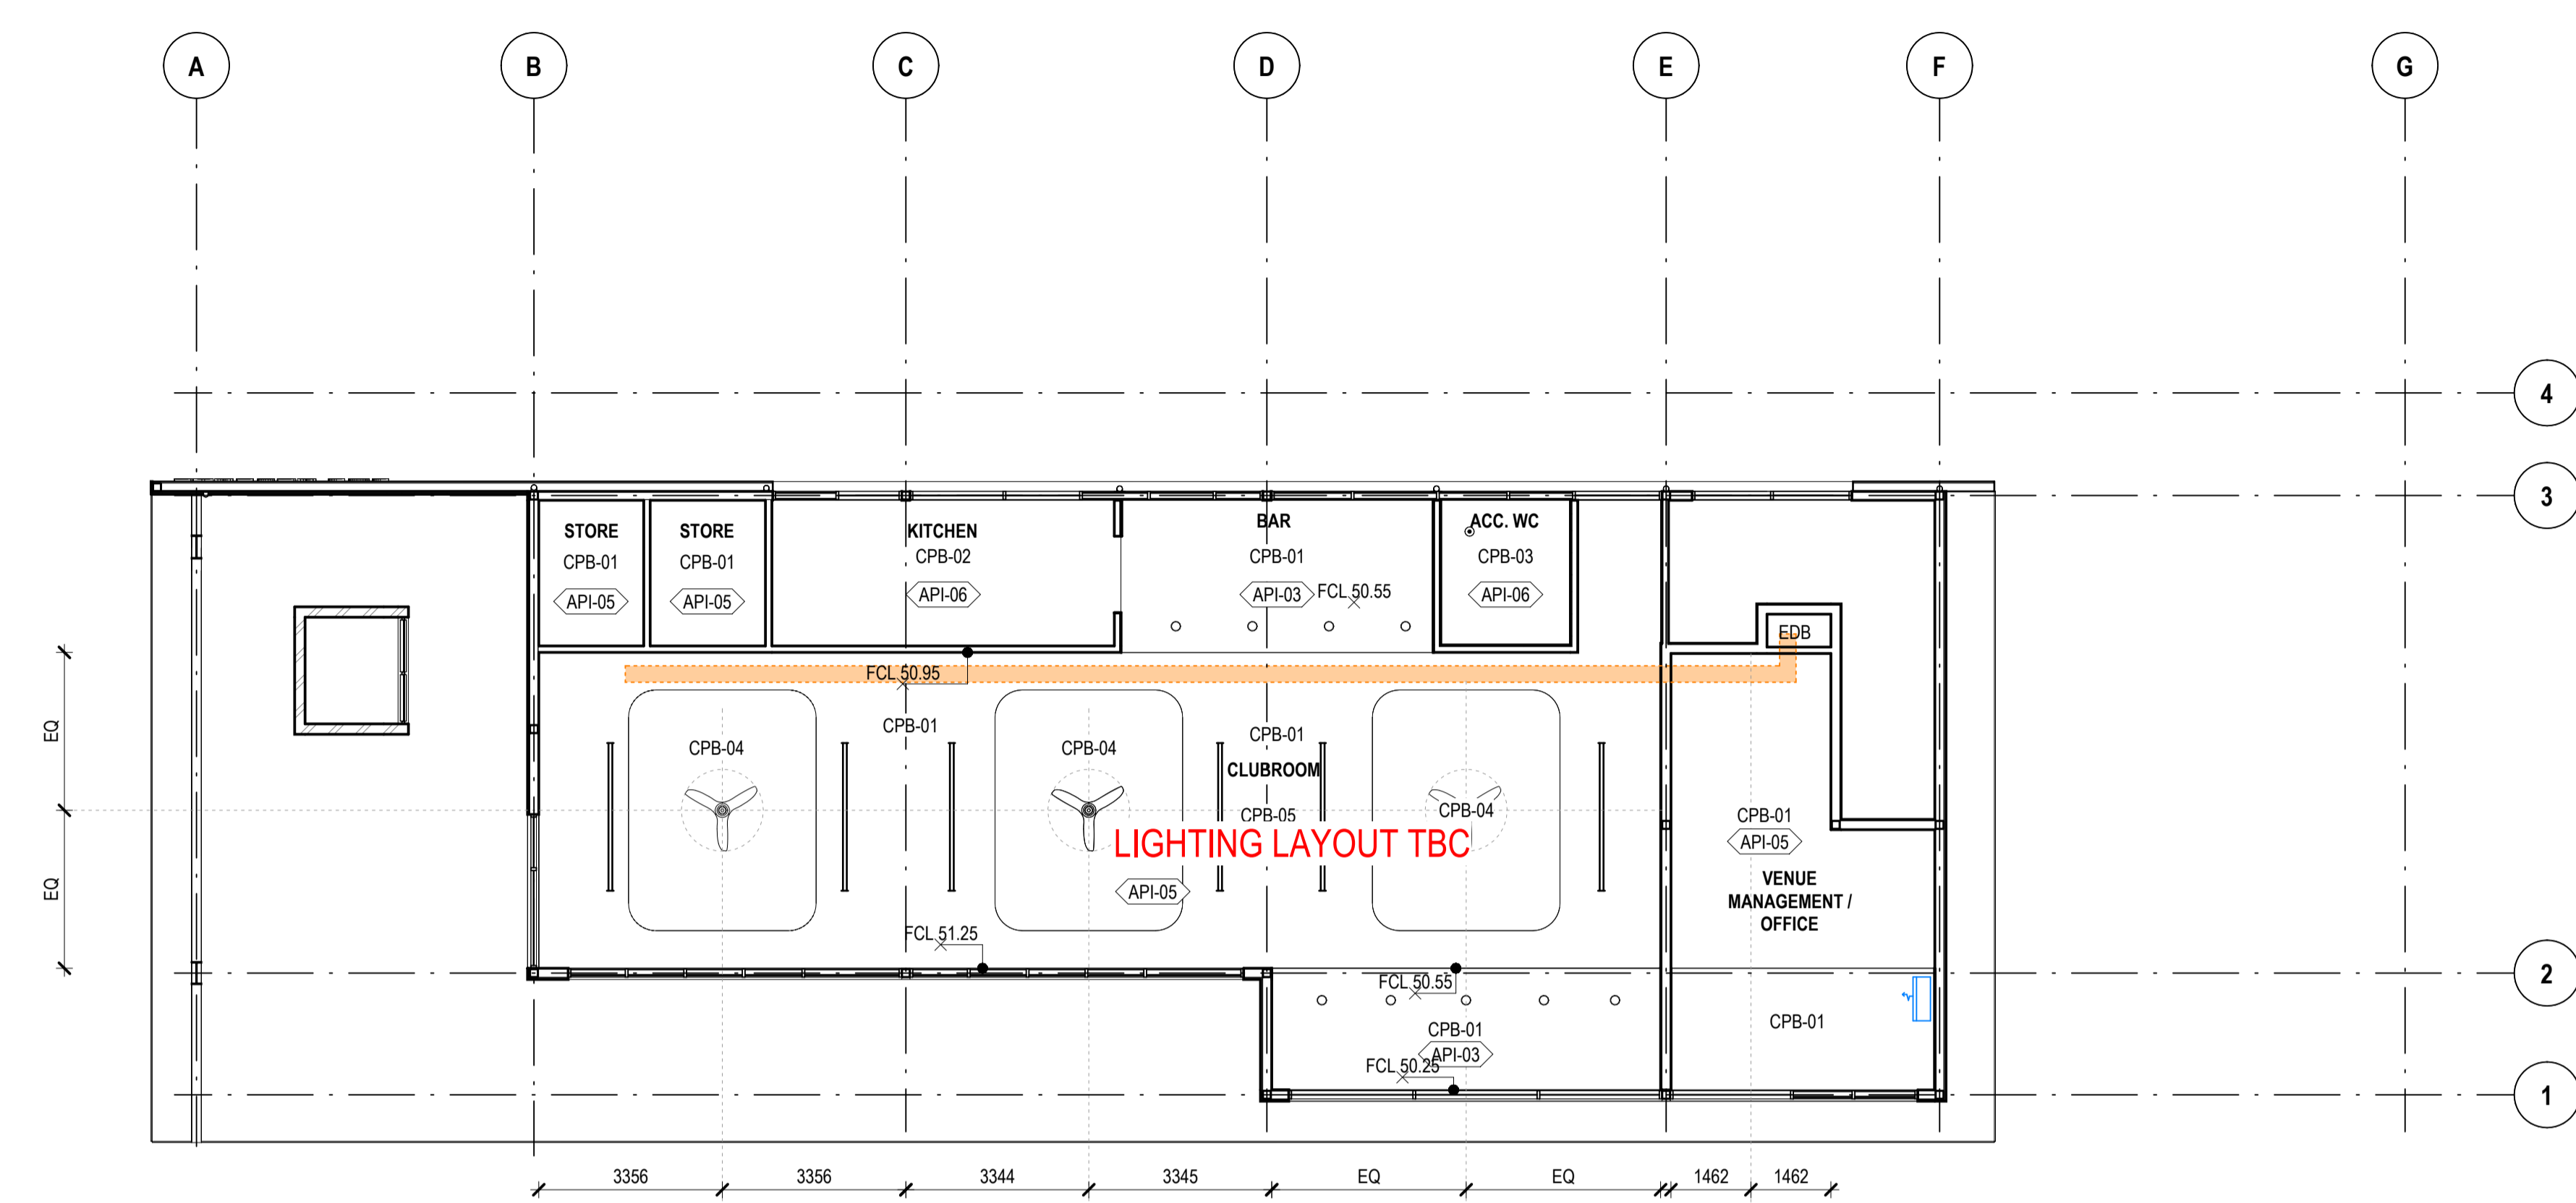 A
B
C
D
E
F
G
4
3
2
1
STORE
CPB-01
API-05
STORE
CPB-01
API-05
KITCHEN
CPB-02
API-06
BAR
CPB-01
API-03
FCL 50.55
ACC. WC
CPB-03
API-06
EDB
FCL 50.95
CPB-01
CPB-04
CPB-04
CPB-01
CLUBROOM
CPB-05
CPB-04
LIGHTING LAYOUT TBC
API-05
CPB-01
API-05
VENUE
MANAGEMENT /
OFFICE
FCL 51.25
FCL 50.55
CPB-01
API-03
FCL 50.25
CPB-01
EQ
EQ
3356
3356
3344
3345
EQ
EQ
1462
1462